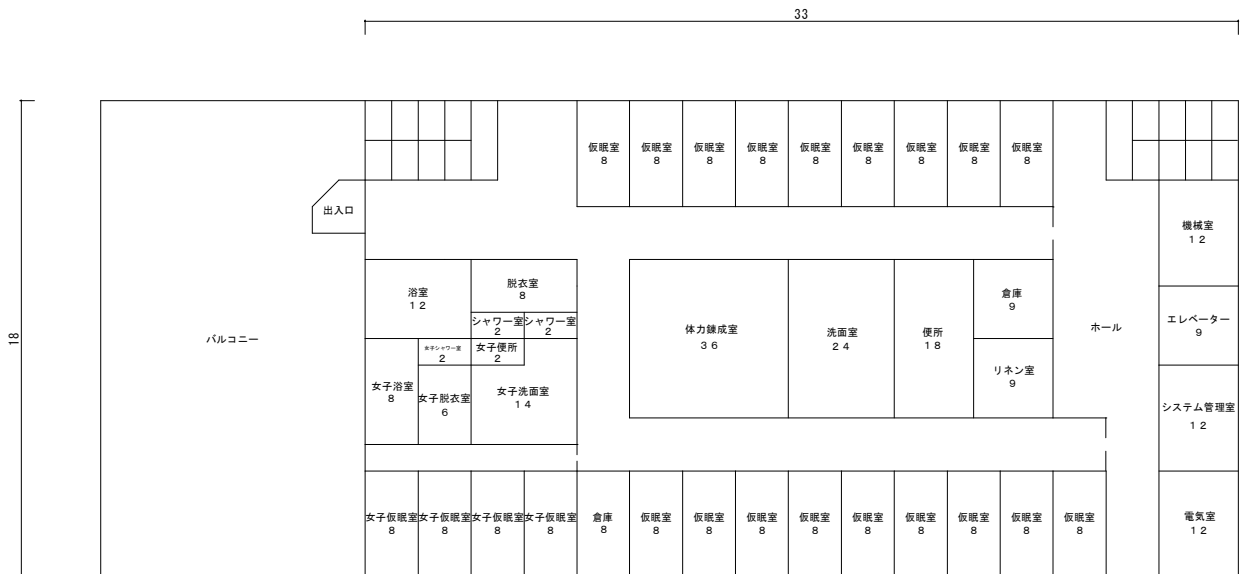 33
18
仮眠室 仮眠室 仮眠室 仮眠室 仮眠室 仮眠室 仮眠室 仮眠室 仮眠室
8 8 8 8 8 8 8 8 8
出入口
機械室
12
浴室
12
脱衣室
8
シャワー室 シャワー室
2 2
体力錬成室
36
洗面室
24
便所
18
倉庫
9
ホール
エレベーター
9
バルコニー
女子シャワー室
2
女子便所
2
リネン室
9
女子浴室
8
女子脱衣室
6
女子洗面室
14
システム管理室
12
女子仮眠室 女子仮眠室 女子仮眠室 女子仮眠室 倉庫 仮眠室 仮眠室 仮眠室 仮眠室 仮眠室 仮眠室 仮眠室 仮眠室 仮眠室
8 8 8 8 8 8 8 8 8 8 8 8 8 8
電気室
12